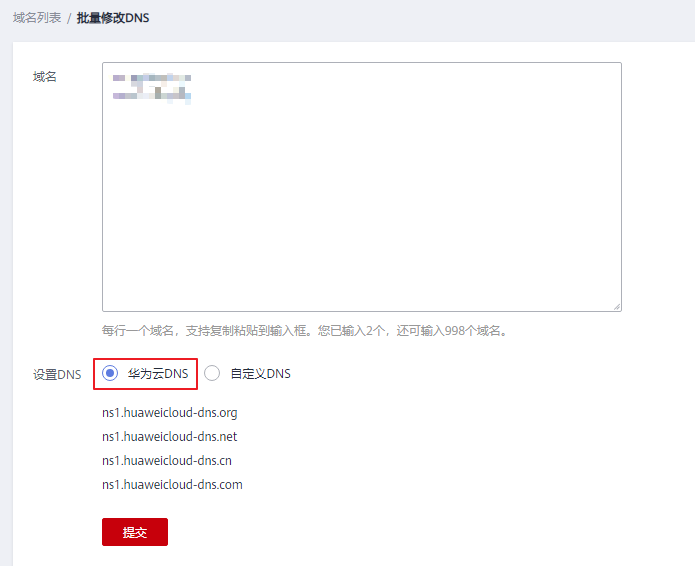 域名列表 / 批量修改DNS
域名
每行一个域名，支持复制粘贴到输入框。您已输入2个，还可输入998个域名。
设置DNS 华为云DNS 自定义DNS
ns1.huaweicloud-dns.org
ns1.huaweicloud-dns.net
ns1.huaweicloud-dns.cn
ns1.huaweicloud-dns.com
提交